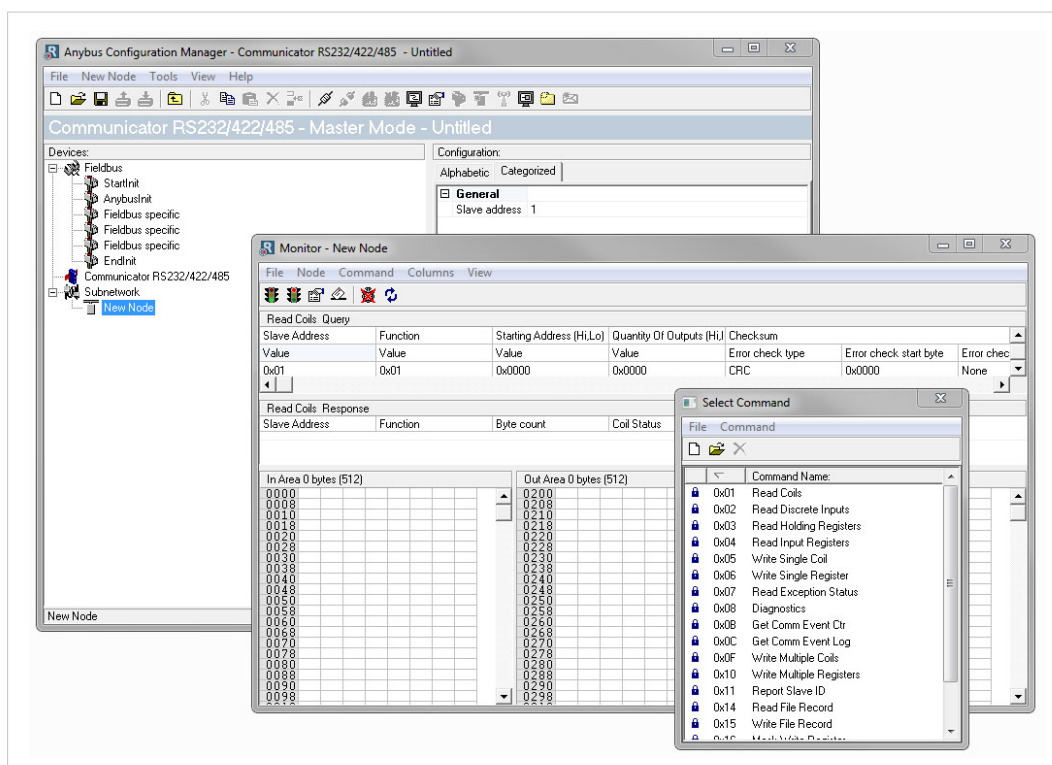 Anybus Configuration Manager - Communicator RS232/422/485 - Untitled
File New Node Tools View Help
Communicator RS232/422/485 - Master Mode - Untitled
Devices:
Fieldbus
StartInit
AnybusInit
Fieldbus specific
Fieldbus specific
Fieldbus specific
EndInit
Communicator RS232/422/485
Subnetwork
New Node
New Node
Configuration:
Alphabetic Categorized
General
Slave address 1
Monitor - New Node
File Node Command Columns View
Read Coils Query
Slave Address Function Starting Address (Hi,Lo) Quantity Of Outputs (Hi,l Checksum
Value Value Value Value Error check type Error check start byte Error chec
0x01 0x01 0x0000 0x0000 CRC 0x0000 None
Read Coils Response
Slave Address Function Byte count Coil Status
In Area 0 bytes (512)
0000
0008
0010
0018
0020
0028
0030
0038
0040
0048
0050
0058
0060
0068
0070
0078
0080
0088
0090
0098
Out Area 0 bytes (512)
0200
0208
0210
0218
0220
0228
0230
0238
0240
0248
0250
0258
0260
0268
0270
0278
0280
0288
0290
0298
Select Command
File Command
Command Name:
0x01 Read Coils
0x02 Read Discrete Inputs
0x03 Read Holding Registers
0x04 Read Input Registers
0x05 Write Single Coil
0x06 Write Single Register
0x07 Read Exception Status
0x08 Diagnostics
0x0B Get Comm Event Ctr
0x0C Get Comm Event Log
0x0F Write Multiple Coils
0x10 Write Multiple Registers
0x11 Report Slave ID
0x14 Read File Record
0x15 Write File Record